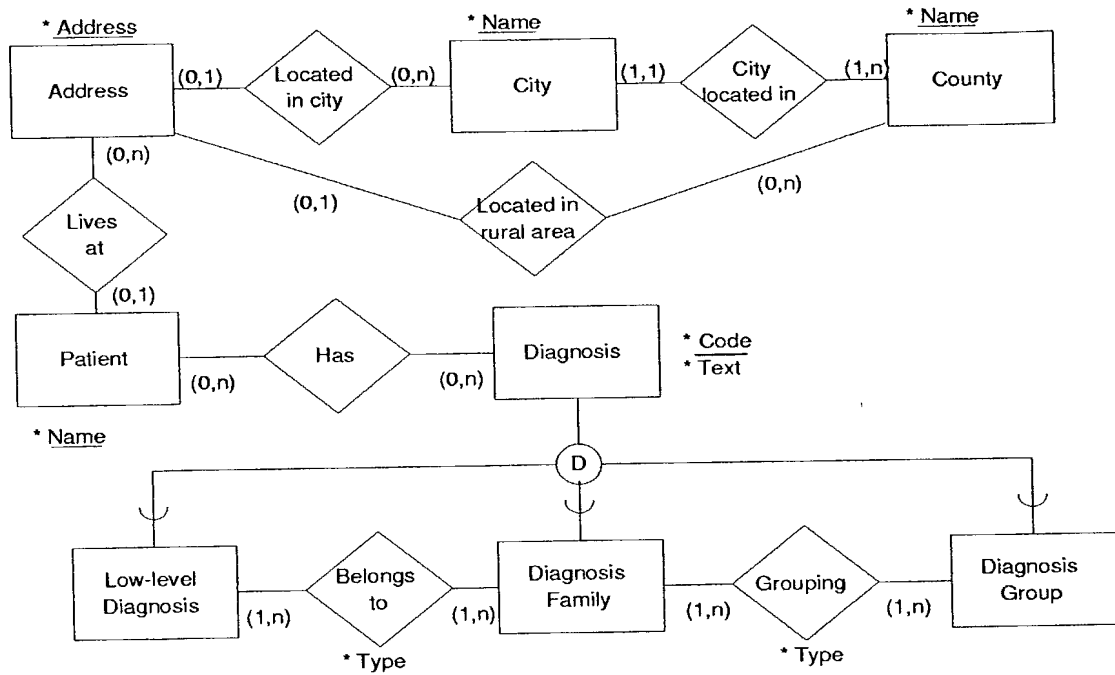 * Address
* Name
* Name
Address
(0,1)
Located
in city
(0,n)
City
(1,1)
City
located in
(1,n)
County
(0,n)
(0,1)
Located in
rural area
(0,n)
Lives
at
(0,1)
Patient
(0,n)
Has
(0,n)
Diagnosis
* Code
* Text
* Name
D
Low-level
Diagnosis
(1,n)
Belongs
to
(1,n)
Diagnosis
Family
(1,n)
Grouping
(1,n)
Diagnosis
Group
* Type
* Type